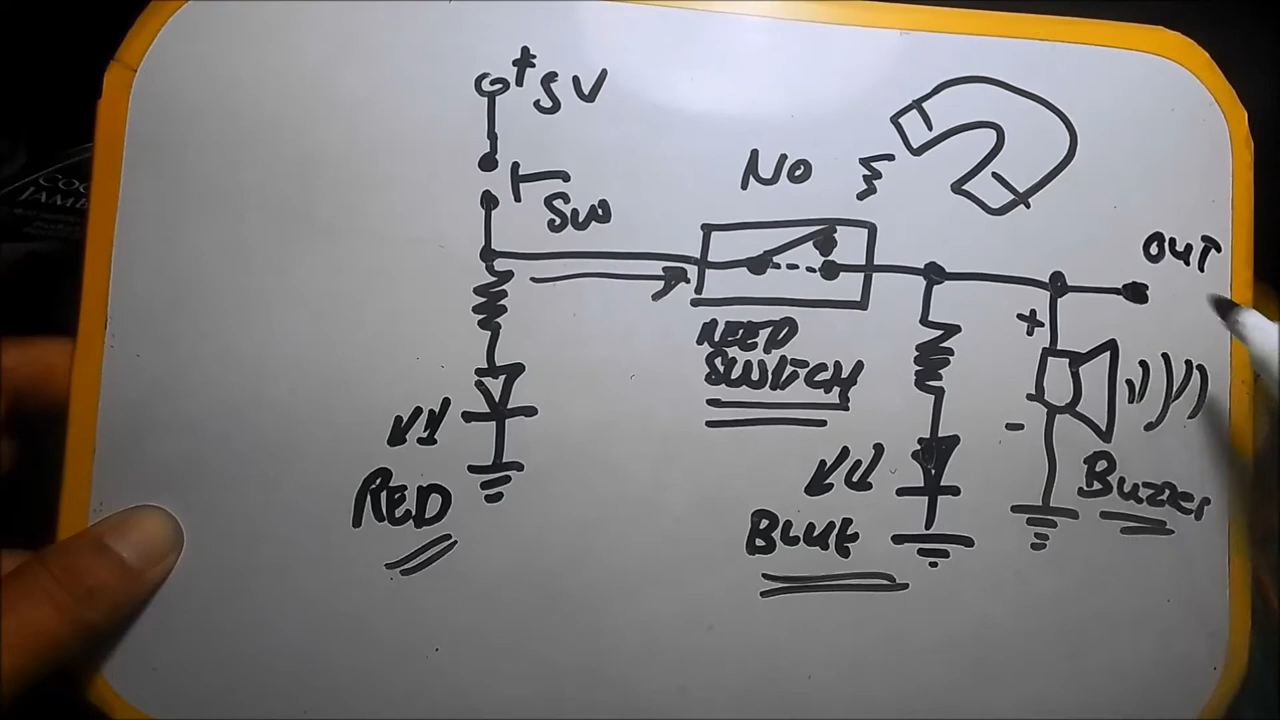 +5V
SW
NO
OUT
REED
SWITCH
+
-
RED
BLUE
Buzzer